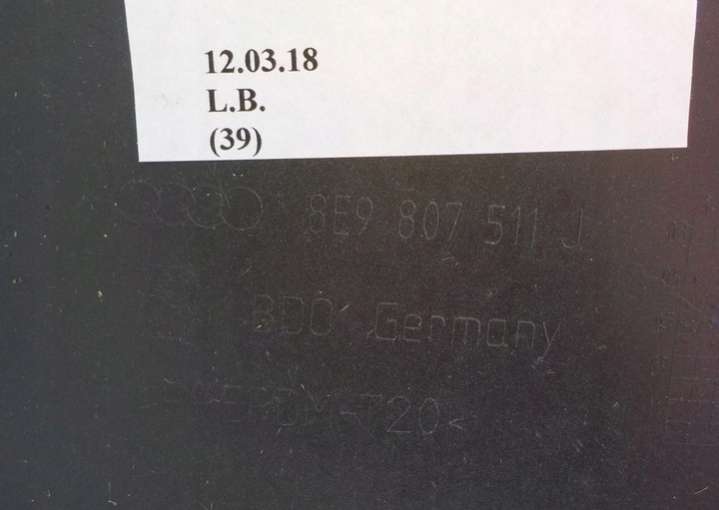 12.03.18
L.B.
(39)
8E9 807 511 J
Germany